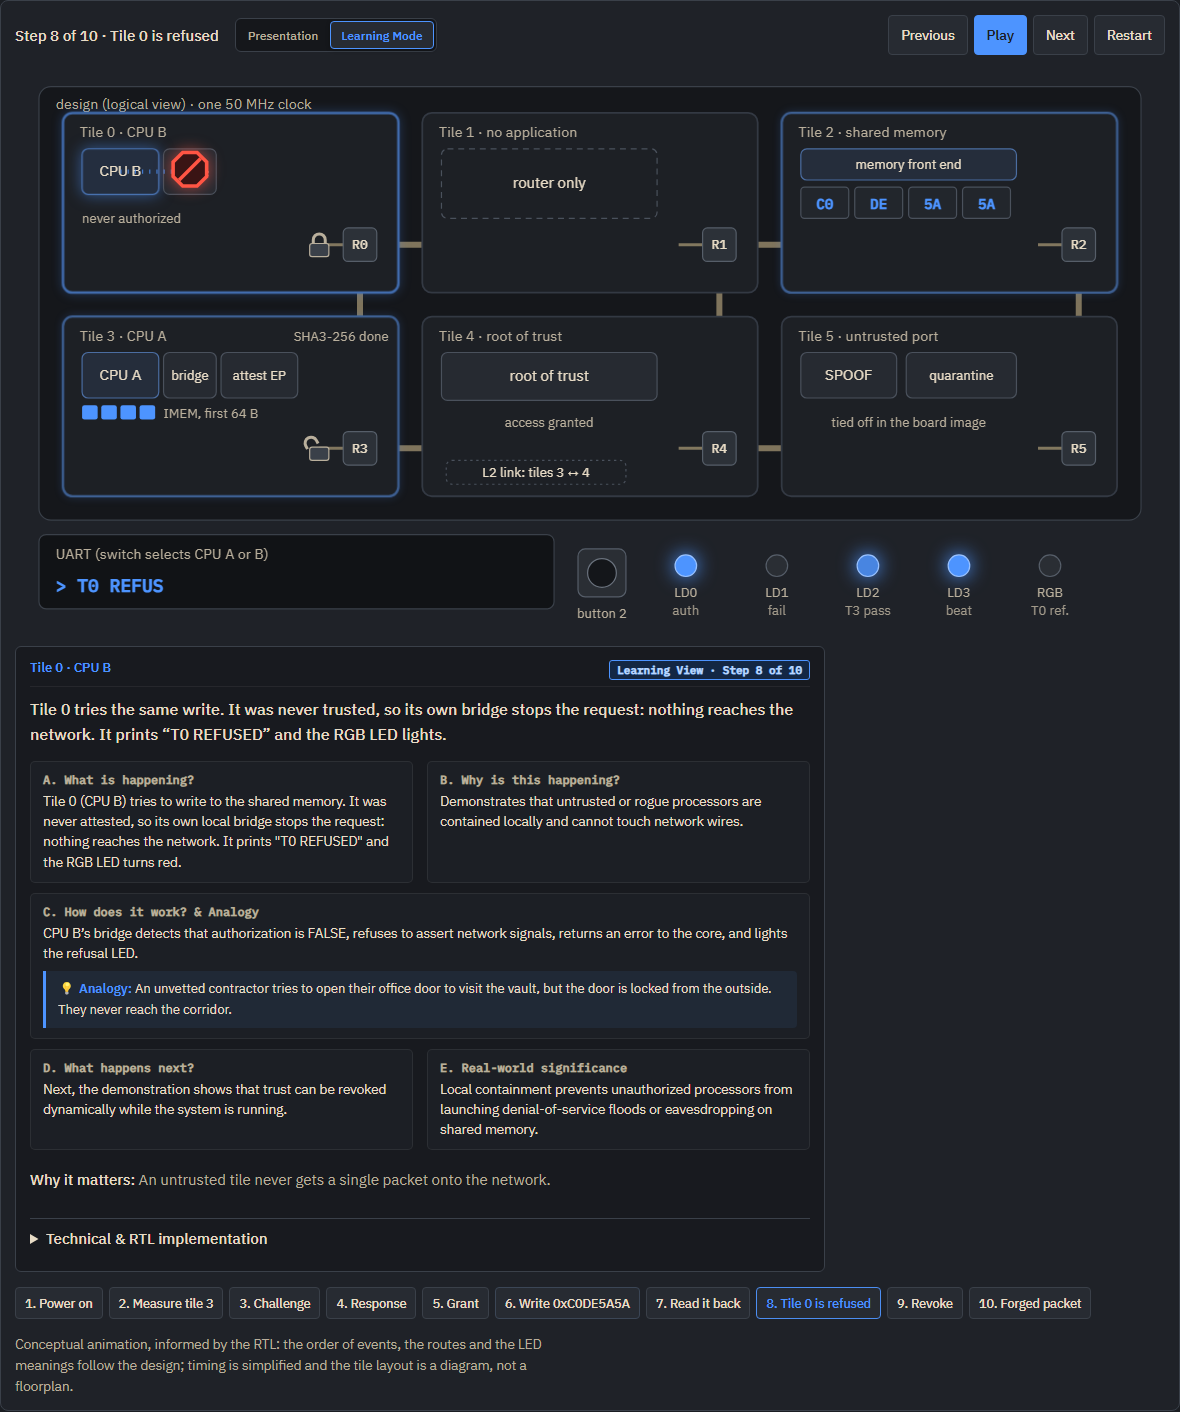 Step 8 of 10 · Tile 0 is refused
Presentation
Learning Mode
Previous
Play
Next
Restart
design (logical view) · one 50 MHz clock
Tile 0 · CPU B
CPU B
never authorized
R0
Tile 1 · no application
router only
R1
Tile 2 · shared memory
memory front end
C0
DE
5A
5A
R2
Tile 3 · CPU A
SHA3-256 done
CPU A
bridge
attest EP
IMEM, first 64 B
R3
Tile 4 · root of trust
root of trust
access granted
R4
L2 link: tiles 3 ↔ 4
Tile 5 · untrusted port
SPOOF
quarantine
tied off in the board image
R5
UART (switch selects CPU A or B)
> T0 REFUS
button 2
LD0
auth
LD1
fail
LD2
T3 pass
LD3
beat
RGB
T0 ref.
Tile 0 · CPU B
Learning View · Step 8 of 10
Tile 0 tries the same write. It was never trusted, so its own bridge stops the request: nothing reaches the
network. It prints “T0 REFUSED” and the RGB LED lights.
A. What is happening?
Tile 0 (CPU B) tries to write to the shared memory. It was
never attested, so its own local bridge stops the request:
nothing reaches the network. It prints "T0 REFUSED" and
the RGB LED turns red.
B. Why is this happening?
Demonstrates that untrusted or rogue processors are
contained locally and cannot touch network wires.
C. How does it work? & Analogy
CPU B’s bridge detects that authorization is FALSE, refuses to assert network signals, returns an error to the core, and lights
the refusal LED.
💡 Analogy: An unvetted contractor tries to open their office door to visit the vault, but the door is locked from the outside.
They never reach the corridor.
D. What happens next?
Next, the demonstration shows that trust can be revoked
dynamically while the system is running.
E. Real-world significance
Local containment prevents unauthorized processors from
launching denial-of-service floods or eavesdropping on
shared memory.
Why it matters: An untrusted tile never gets a single packet onto the network.
▶ Technical & RTL implementation
1. Power on
2. Measure tile 3
3. Challenge
4. Response
5. Grant
6. Write 0xC0DE5A5A
7. Read it back
8. Tile 0 is refused
9. Revoke
10. Forged packet
Conceptual animation, informed by the RTL: the order of events, the routes and the LED
meanings follow the design; timing is simplified and the tile layout is a diagram, not a
floorplan.